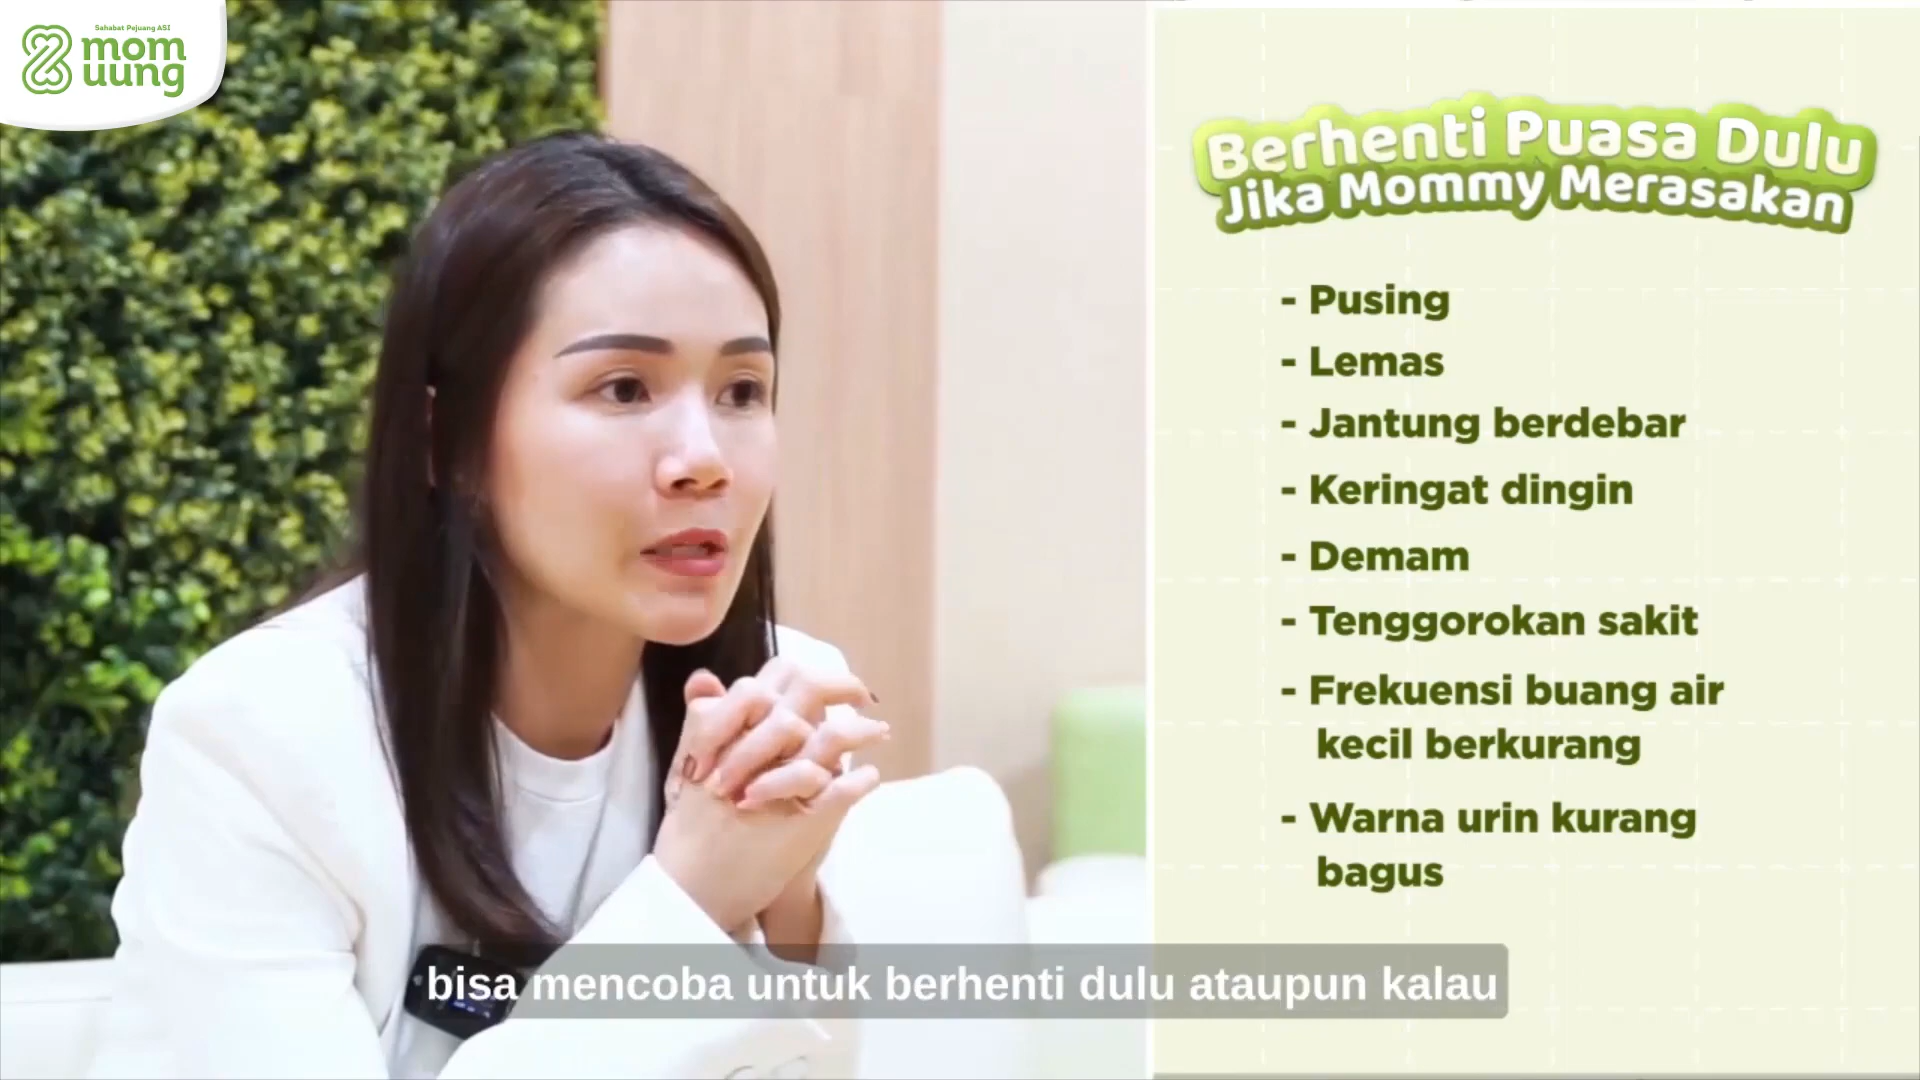 Sahabat Pejuang ASI
mom
uung
Berhenti Puasa Dulu
Jika Mommy Merasakan
- Pusing
- Lemas
- Jantung berdebar
- Keringat dingin
- Demam
- Tenggorokan sakit
- Frekuensi buang air
kecil berkurang
- Warna urin kurang
bagus
bisa mencoba untuk berhenti dulu ataupun kalau